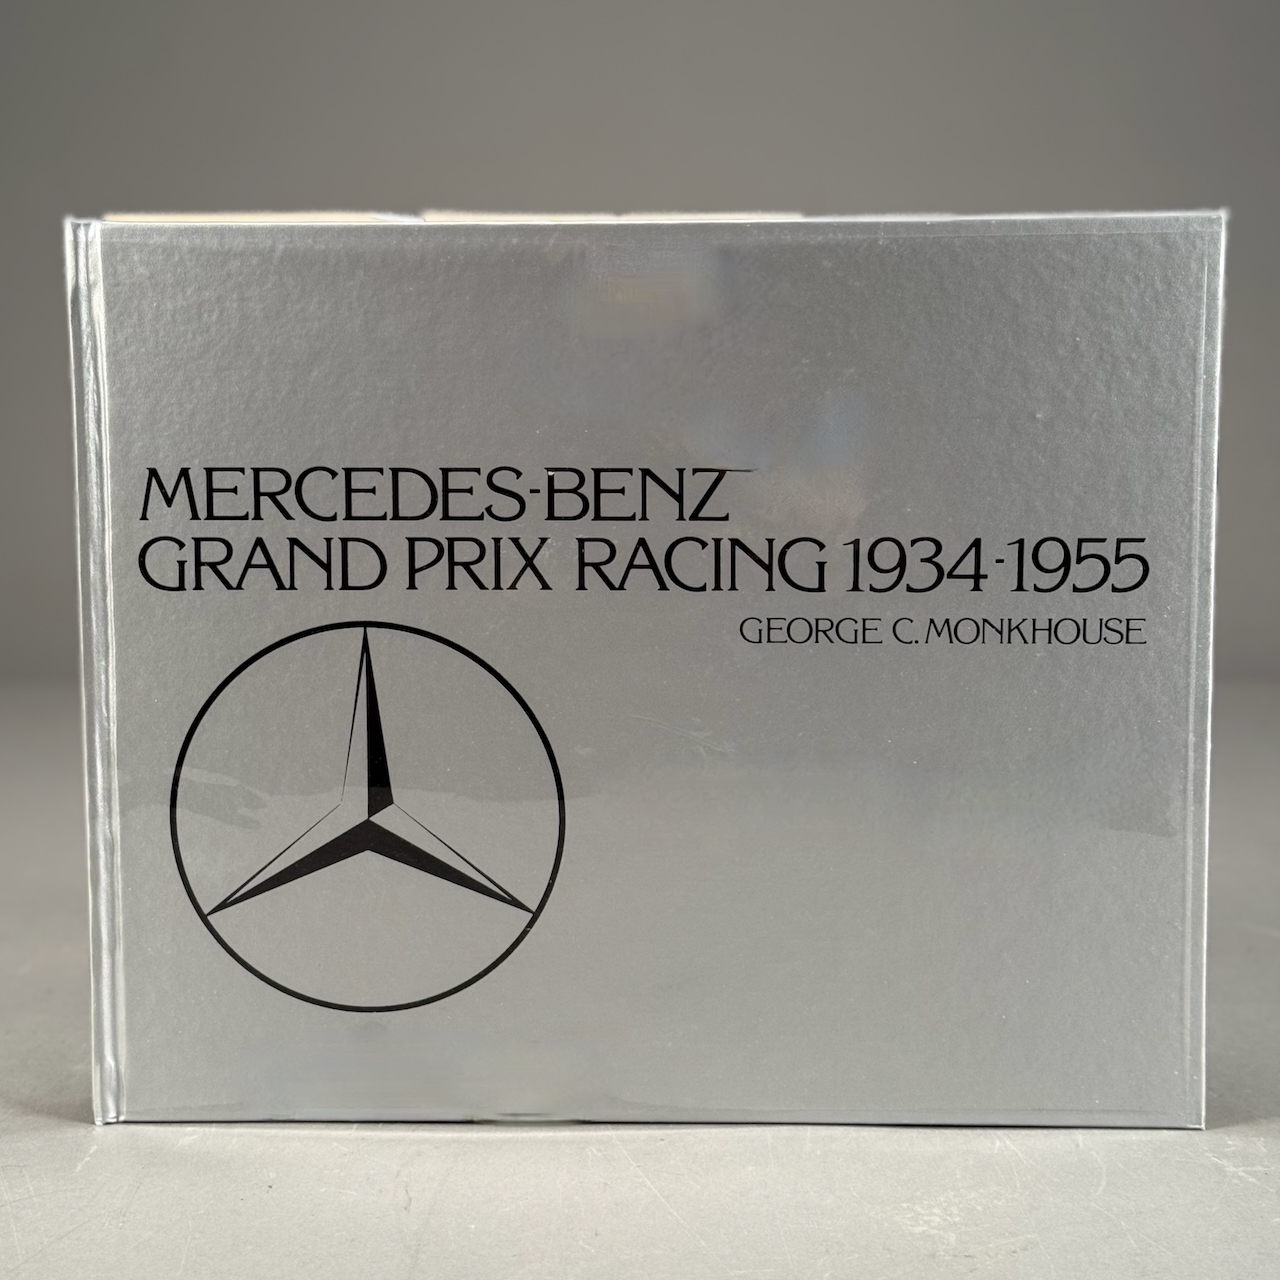 MERCEDES-BENZ
GRAND PRIX RACING 1934-1955
GEORGE C. MONKHOUSE